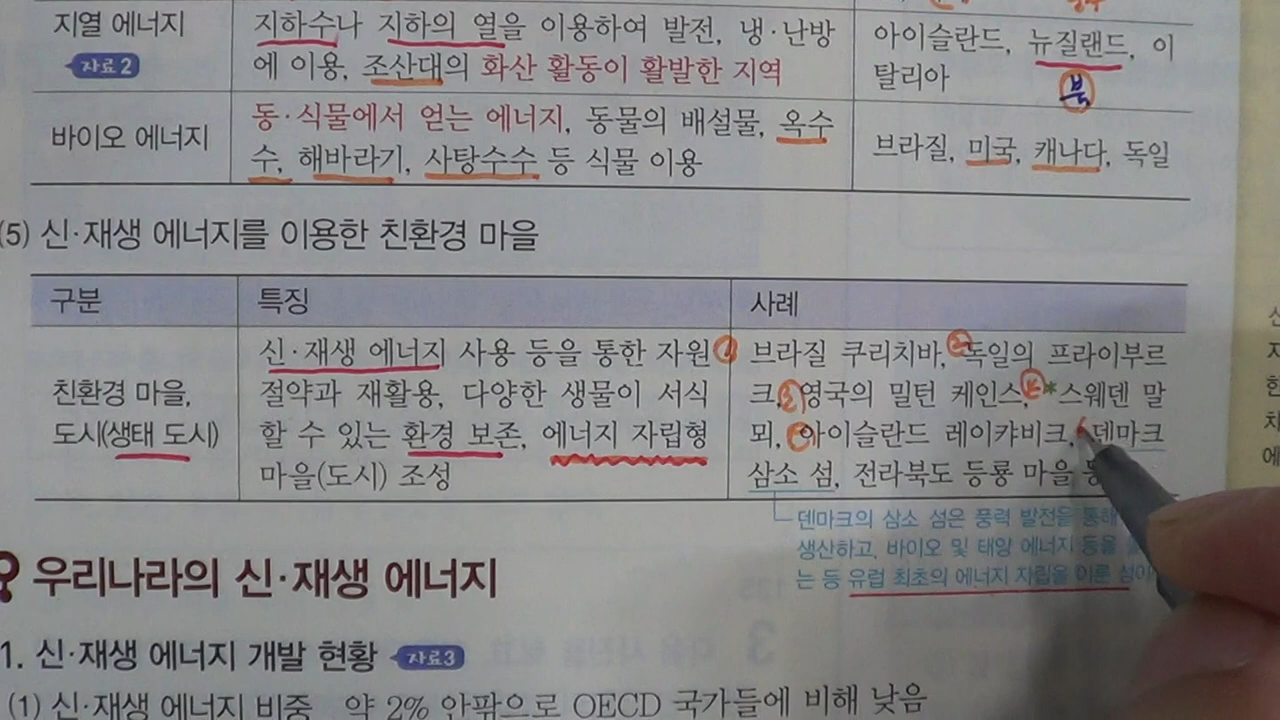 지열 에너지
자료2
지하수나 지하의 열을 이용하여 발전, 냉·난방
에 이용, 조산대의 화산 활동이 활발한 지역
아이슬란드, 뉴질랜드, 이
탈리아
북
바이오 에너지
동·식물에서 얻는 에너지, 동물의 배설물, 옥수
수, 해바라기, 사탕수수 등 식물 이용
브라질, 미국, 캐나다, 독일
(5) 신·재생 에너지를 이용한 친환경 마을
구분
특징
사례
친환경 마을,
도시(생태 도시)
신·재생 에너지 사용 등을 통한 자원
절약과 재활용, 다양한 생물이 서식
할 수 있는 환경 보존, 에너지 자립형
마을(도시) 조성
브라질 쿠리치바, 독일의 프라이부르
크, 영국의 밀턴 케인스, *스웨덴 말
뫼, 아이슬란드 레이캬비크, 덴마크
삼소 섬, 전라북도 등룡 마을 등
덴마크의 삼소 섬은 풍력 발전을 통해
생산하고, 바이오 및 태양 에너지 등을
는 등 유럽 최초의 에너지 자립을 이룬 섬이
우리나라의 신·재생 에너지
1. 신·재생 에너지 개발 현황 자료3
(1) 신·재생 에너지 비중 약 2% 안팎으로 OECD 국가들에 비해 낮음